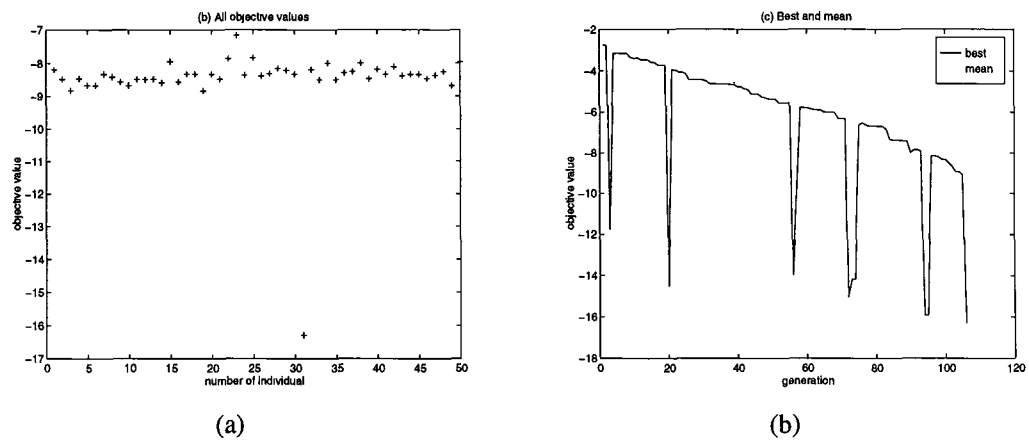 (b) All objective values
-7
-8
-9
-10
-11
-12
-13
-14
-15
-16
-17
objective value
0 5 10 15 20 25 30 35 40 45 50
number of individual
(a)
(c) Best and mean
best
mean
-2
-4
-6
-8
-10
-12
-14
-16
-18
objective value
0 20 40 60 80 100 120
generation
(b)